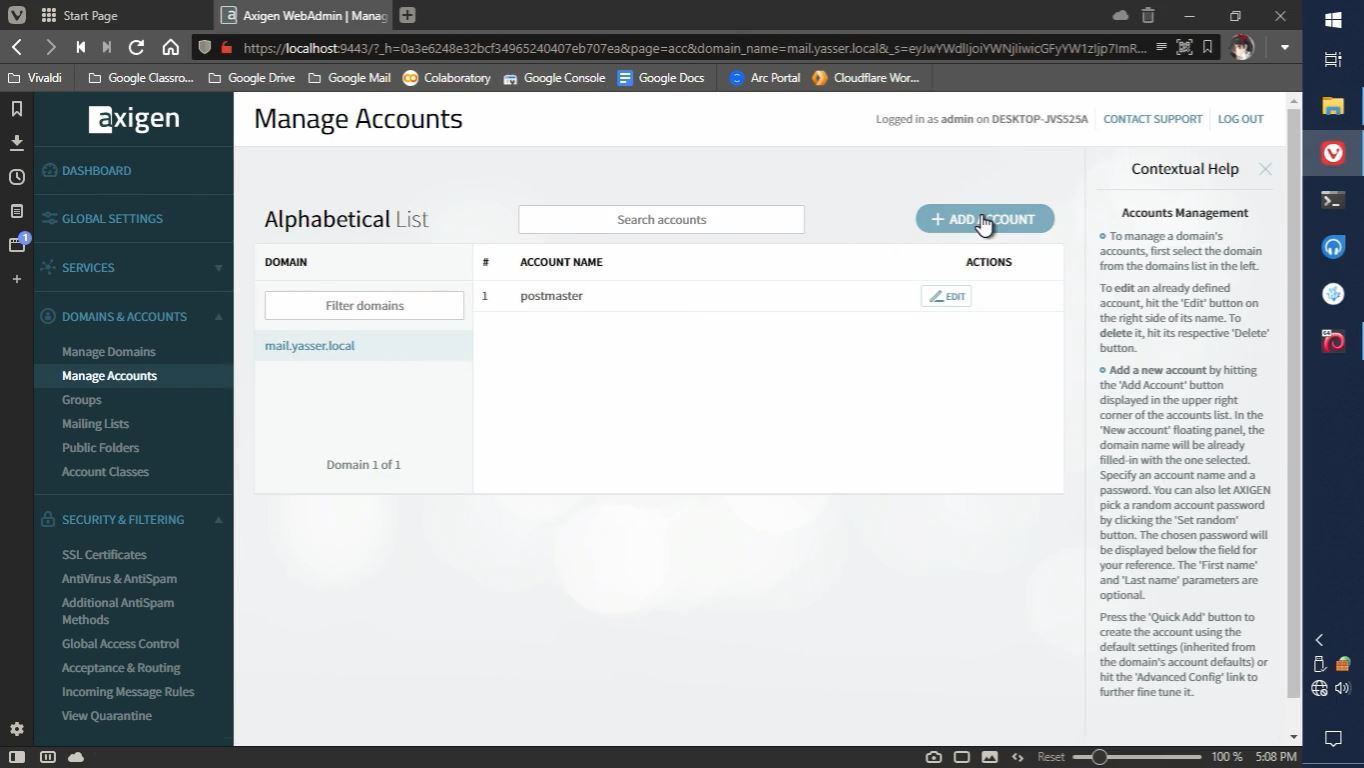 Start Page
Axigen WebAdmin | Manag
https://localhost:9443/?_h=0a3e6248e32bcf34965240407eb707ea&page=acc&domain_name=mail.yasser.local&_s=eyJwYWdlIjoiYWNjIiwicGFyYW1zIjp7ImR...
Vivaldi
Google Classro...
Google Drive
Google Mail
Colaboratory
Google Console
Google Docs
Arc Portal
Cloudflare Wor...
axigen
Manage Accounts
Logged in as admin on DESKTOP-JVS525A
CONTACT SUPPORT
LOG OUT
DASHBOARD
GLOBAL SETTINGS
SERVICES
DOMAINS & ACCOUNTS
Manage Domains
Manage Accounts
Groups
Mailing Lists
Public Folders
Account Classes
SECURITY & FILTERING
SSL Certificates
AntiVirus & AntiSpam
Additional AntiSpam
Methods
Global Access Control
Acceptance & Routing
Incoming Message Rules
View Quarantine
Alphabetical List
Search accounts
+ ADD ACCOUNT
DOMAIN
# ACCOUNT NAME ACTIONS
Filter domains
1 postmaster EDIT
mail.yasser.local
Domain 1 of 1
Contextual Help
Accounts Management
To manage a domain's
accounts, first select the domain
from the domains list in the left.
To edit an already defined
account, hit the 'Edit' button on
the right side of its name. To
delete it, hit its respective 'Delete'
button.
Add a new account by hitting
the 'Add Account' button
displayed in the upper right
corner of the accounts list. In the
'New account' floating panel, the
domain name will be already
filled-in with the one selected.
Specify an account name and a
password. You can also let AXIGEN
pick a random account password
by clicking the 'Set random'
button. The chosen password will
be displayed below the field for
your reference. The 'First name'
and 'Last name' parameters are
optional.
Press the 'Quick Add' button to
create the account using the
default settings (inherited from
the domain's account defaults) or
hit the 'Advanced Config' link to
further fine tune it.
1
Reset
100 %
5:08 PM